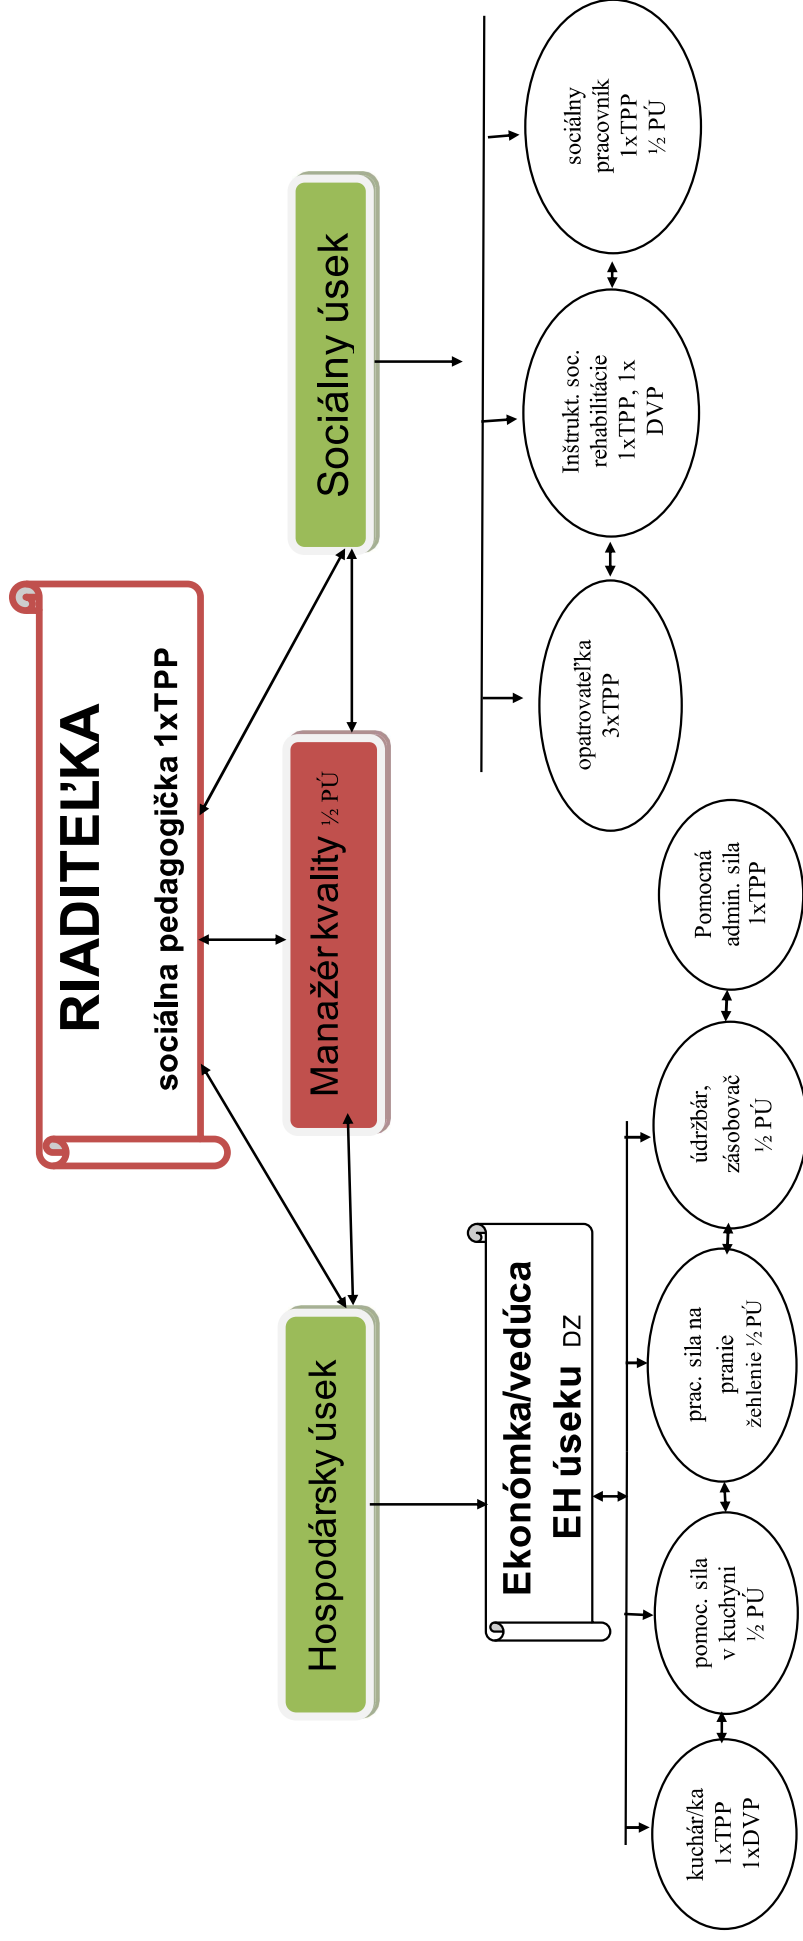 RIADITEĽKA
sociálna pedagogička 1xTPP
Hospodársky úsek
Manažér kvality ½ PÚ
Sociálny úsek
Ekonómka/vedúca
EH úseku DZ
opatrovateľka
3xTPP
Inštrukt. soc.
rehabilitácie
1xTPP, 1x
DVP
sociálny
pracovník
1xTPP
½ PÚ
kuchár/ka
1xTPP
1xDVP
pomoc. sila
v kuchyni
½ PÚ
prac. sila na
pranie
žehlenie ½ PÚ
údržbár,
zásobovač
½ PÚ
Pomocná
admin. sila
1xTPP